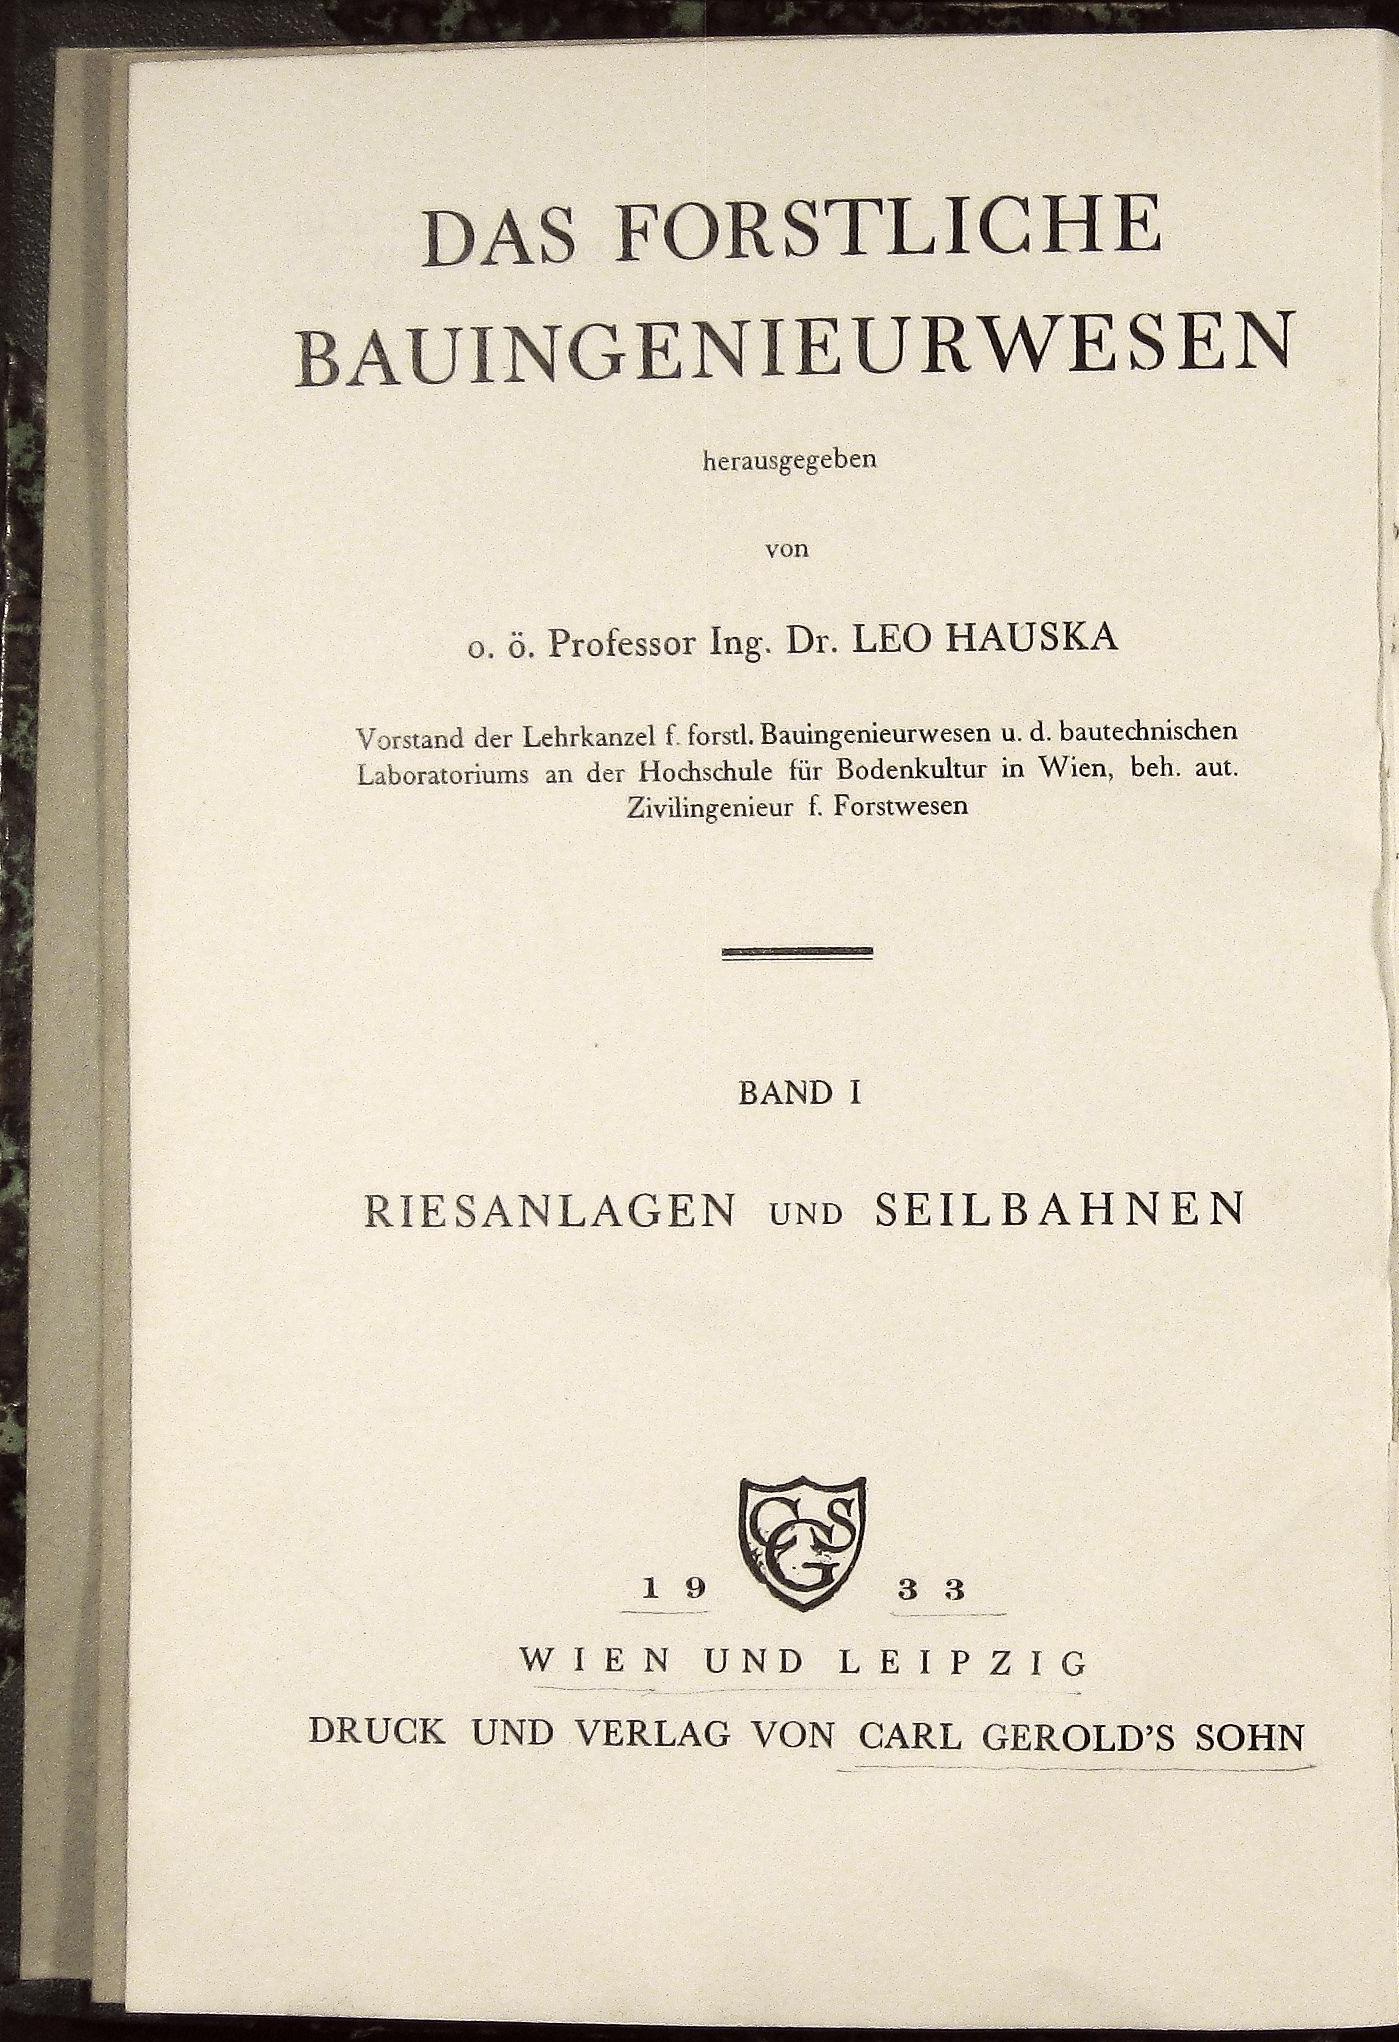 DAS FORSTLICHE
BAUINGENIEURWESEN
herausgegeben
von
o. ö. Professor Ing. Dr. LEO HAUSKA
Vorstand der Lehrkanzel f. forstl. Bauingenieurwesen u. d. bautechnischen
Laboratoriums an der Hochschule für Bodenkultur in Wien, beh. aut.
Zivilingenieur f. Forstwesen
BAND I
RIESANLAGEN UND SEILBAHNEN
CGS
19 33
WIEN UND LEIPZIG
DRUCK UND VERLAG VON CARL GEROLD'S SOHN